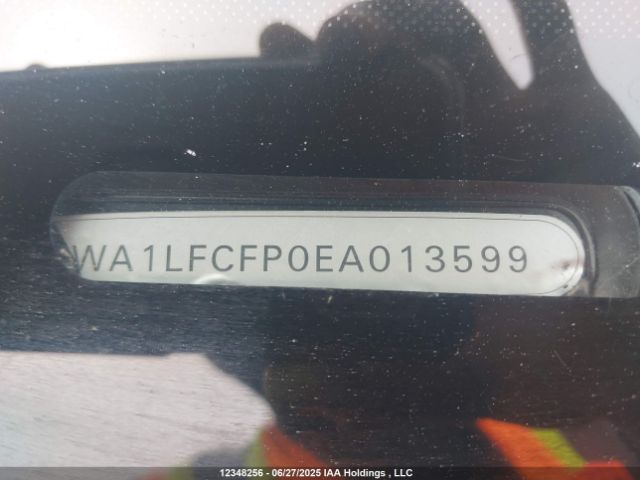 WA1LFCFP0EA013599
12348256 - 06/27/2025 IAA Holdings , LLC